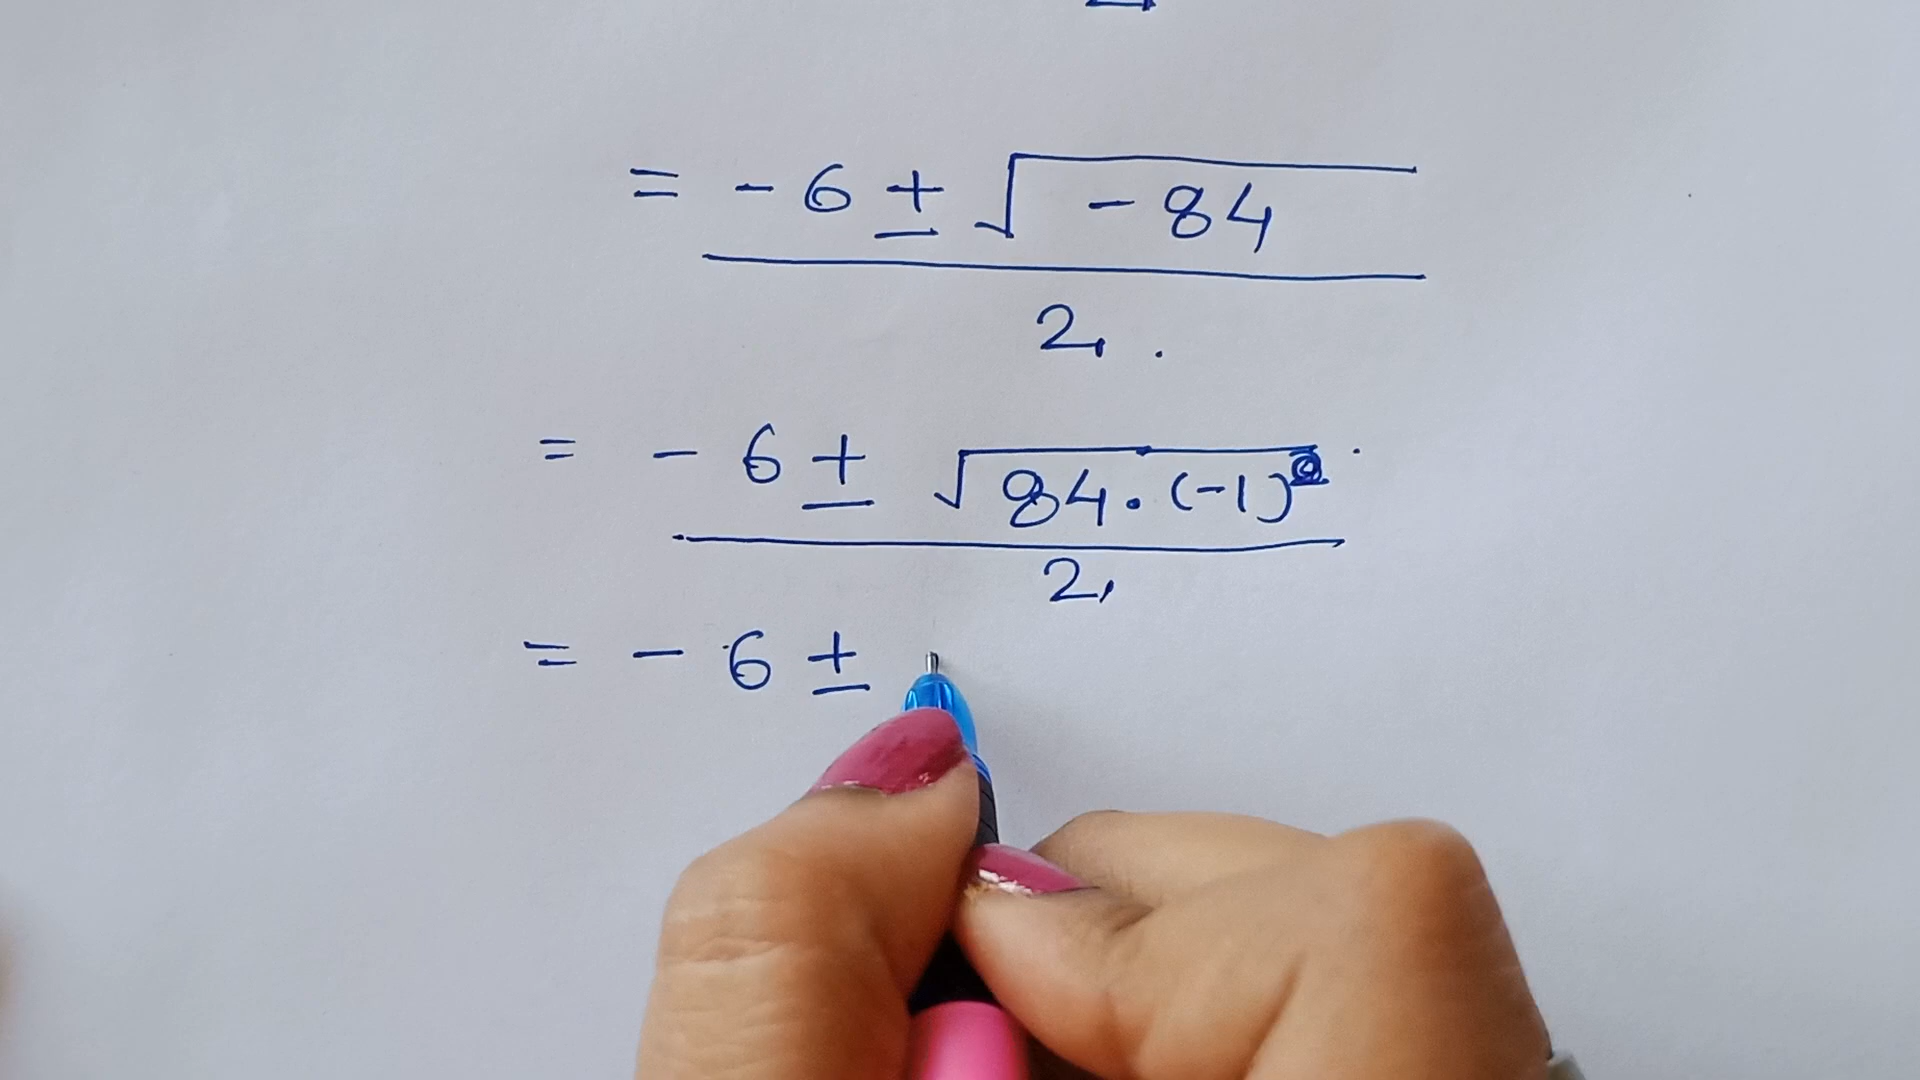 = -6 ± √-84
2.
= -6 ± √84·(-1)
2
= -6 ±